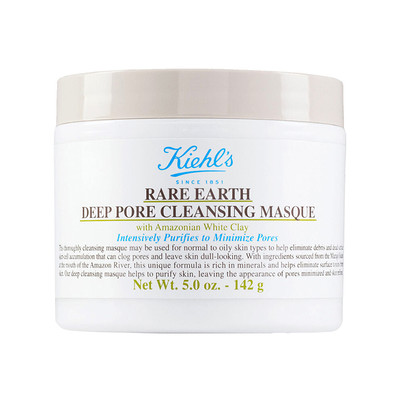 Kiehl's
SINCE 1851
RARE EARTH
DEEP PORE CLEANSING MASQUE
with Amazonian White Clay
Intensively Purifies to Minimize Pores
This thoroughly cleansing masque may be used for normal to oily skin types to help eliminate debris and
skin cell accumulation that can clog pores and leave skin dull-looking. With ingredients sourced from the
the mouth of the Amazon River, this unique formula is rich in minerals and helps eliminate surface
Our deep cleansing masque helps to purify skin, leaving the appearance of pores minimized and
Net Wt. 5.0 oz. - 142 g